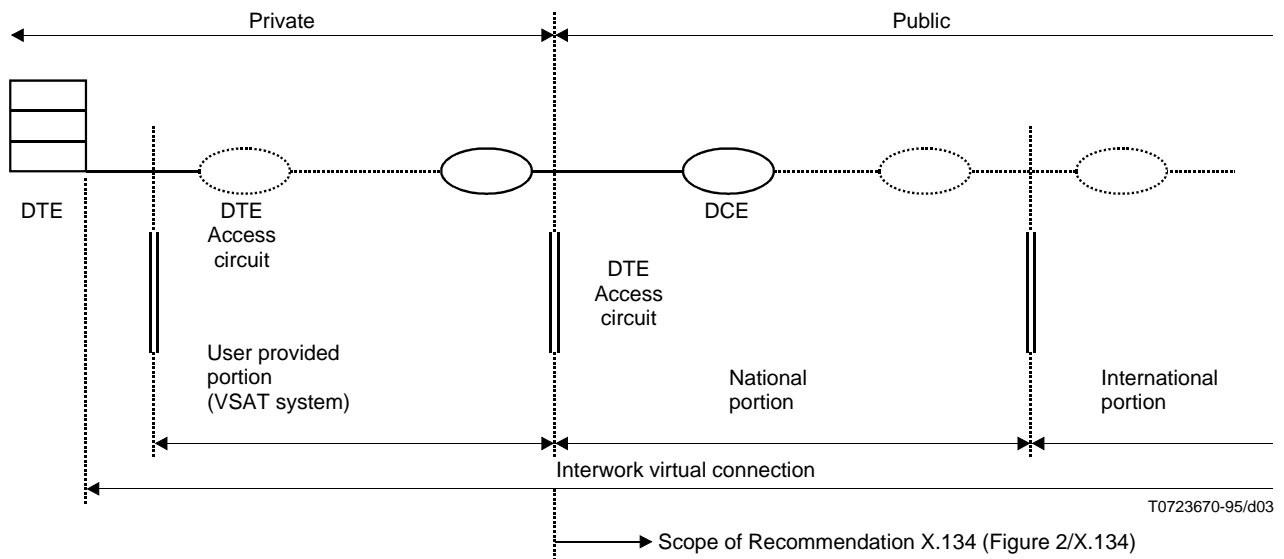 Private
Public
DTE
DTE
Access
circuit
DCE
DTE
Access
circuit
User provided
portion
(VSAT system)
National
portion
International
portion
Interwork virtual connection
T0723670-95/d03
Scope of Recommendation X.134 (Figure 2/X.134)